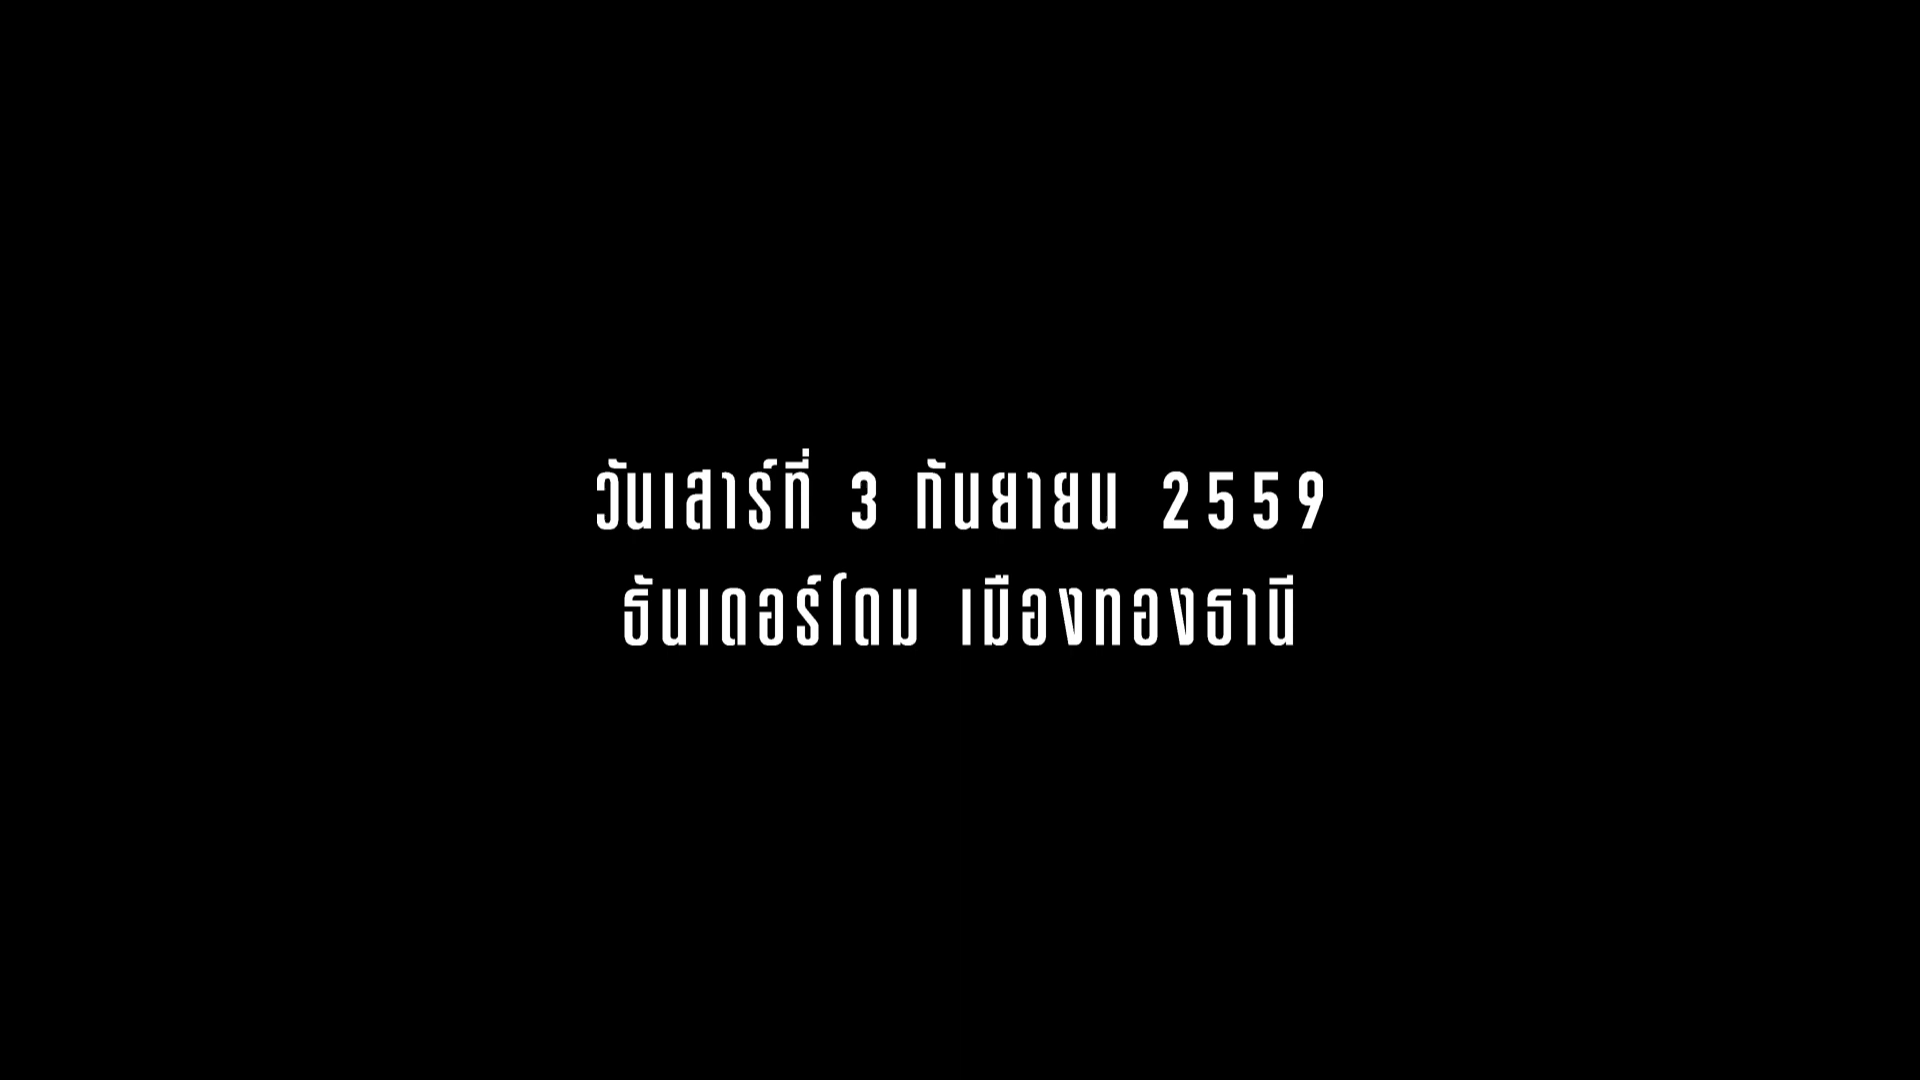 วันเสาร์ที่ 3 กันยายน 2559
ธันเดอร์โดม เมืองทองธานี